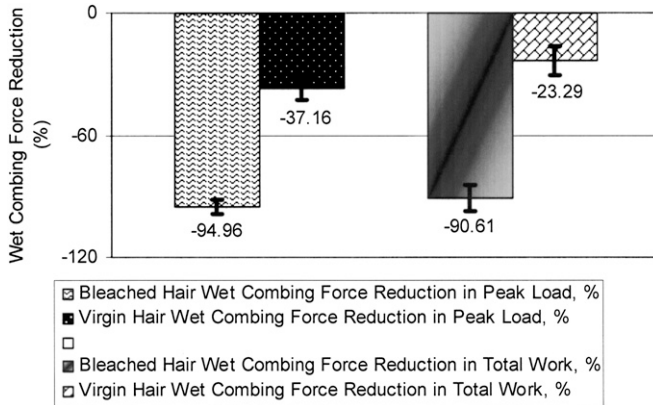 Wet Combing Force Reduction
(%)
0
-60
-120
-37.16
-23.29
-94.96
-90.61
Bleached Hair Wet Combing Force Reduction in Peak Load, %
Virgin Hair Wet Combing Force Reduction in Peak Load, %
Bleached Hair Wet Combing Force Reduction in Total Work, %
Virgin Hair Wet Combing Force Reduction in Total Work, %